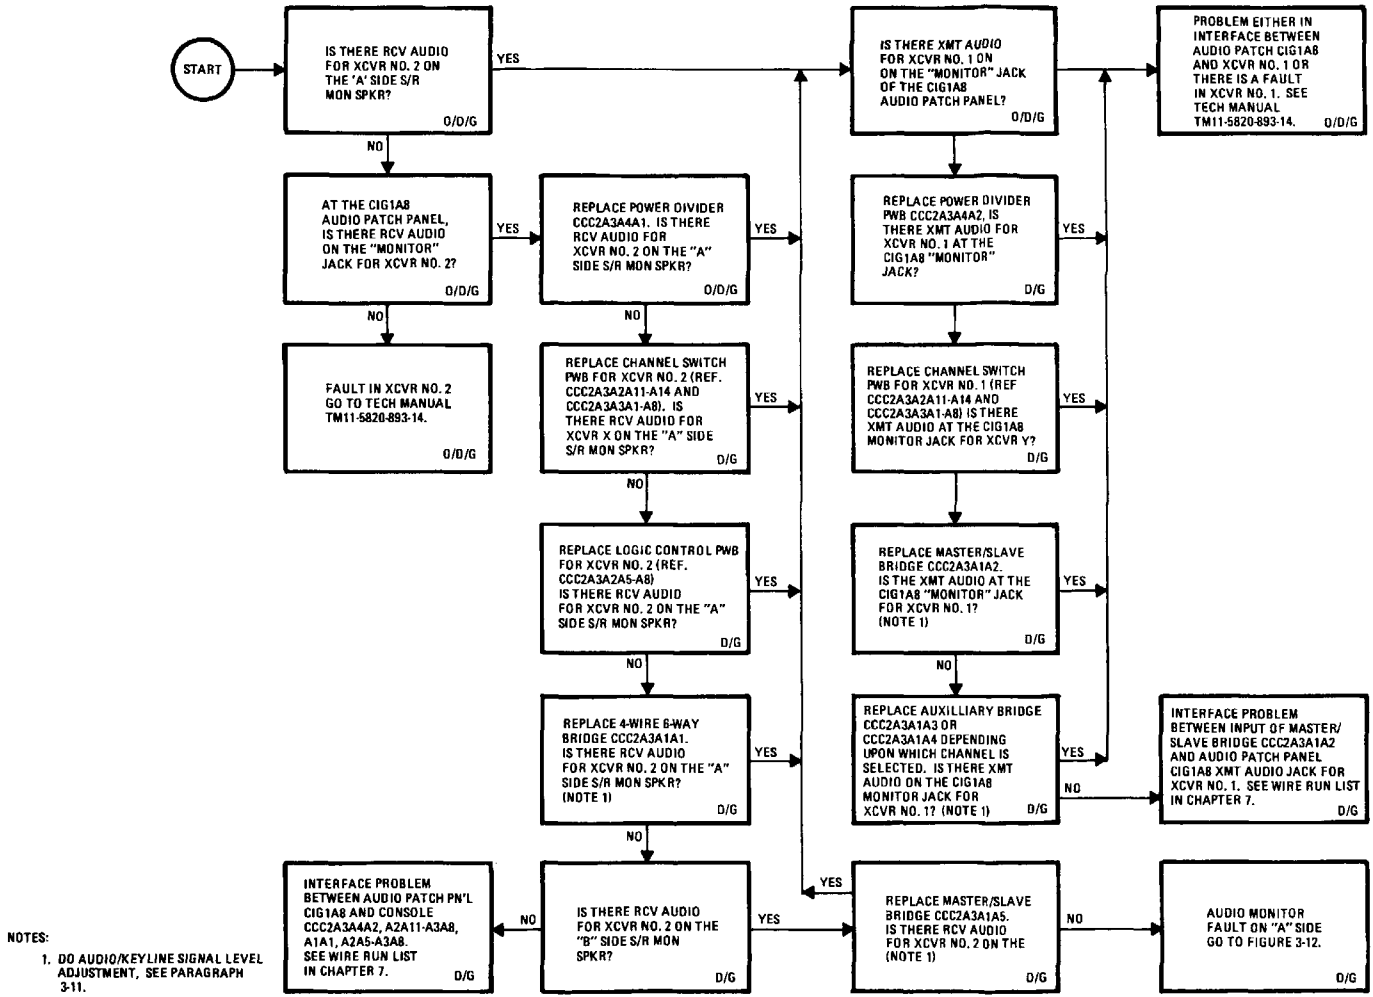 START
IS THERE RCV AUDIO
FOR XCVR NO. 2 ON
THE 'A' SIDE S/R
MON SPKR?
O/D/G
YES
NO
IS THERE XMT AUDIO
FOR XCVR NO. 1 ON
ON THE "MONITOR" JACK
OF THE CIG1A8
AUDIO PATCH PANEL?
O/D/G
PROBLEM EITHER IN
INTERFACE BETWEEN
AUDIO PATCH CIG1A8
AND XCVR NO. 1 OR
THERE IS A FAULT
IN XCVR NO. 1. SEE
TECH MANUAL
TM11-5820-893-14.
O/D/G
AT THE CIG1A8
AUDIO PATCH PANEL,
IS THERE RCV AUDIO
ON THE "MONITOR"
JACK FOR XCVR NO. 2?
O/D/G
YES
NO
REPLACE POWER DIVIDER
CCC2A3A4A1. IS THERE
RCV AUDIO FOR
XCVR NO. 2 ON THE "A"
SIDE S/R MON SPKR?
O/D/G
YES
NO
REPLACE POWER DIVIDER
PWB CCC2A3A4A2, IS
THERE XMT AUDIO FOR
XCVR NO. 1 AT THE
CIG1A8 "MONITOR"
JACK?
D/G
YES
FAULT IN XCVR NO. 2
GO TO TECH MANUAL
TM11-5820-893-14.
O/D/G
REPLACE CHANNEL SWITCH
PWB FOR XCVR NO. 2 (REF.
CCC2A3A2A11-A14 AND
CCC2A3A3A1-A8). IS
THERE RCV AUDIO FOR
XCVR X ON THE "A" SIDE
S/R MON SPKR?
D/G
YES
NO
REPLACE CHANNEL SWITCH
PWB FOR XCVR NO. 1 (REF
CCC2A3A2A11-A14 AND
CCC2A3A3A1-A8) IS THERE
XMT AUDIO AT THE CIG1A8
MONITOR JACK FOR XCVR Y?
D/G
YES
REPLACE LOGIC CONTROL PWB
FOR XCVR NO. 2 (REF.
CCC2A3A2A5-A8)
IS THERE RCV AUDIO
FOR XCVR NO. 2 ON THE "A"
SIDE S/R MON SPKR?
D/G
YES
NO
REPLACE MASTER/SLAVE
BRIDGE CCC2A3A1A2.
IS THE XMT AUDIO AT THE
CIG1A8 "MONITOR" JACK
FOR XCVR NO. 1?
(NOTE 1)
D/G
YES
NO
REPLACE 4-WIRE 6-WAY
BRIDGE CCC2A3A1A1.
IS THERE RCV AUDIO
FOR XCVR NO. 2 ON THE "A"
SIDE S/R MON SPKR?
(NOTE 1)
D/G
YES
NO
REPLACE AUXILLIARY BRIDGE
CCC2A3A1A3 OR
CCC2A3A1A4 DEPENDING
UPON WHICH CHANNEL IS
SELECTED. IS THERE XMT
AUDIO ON THE CIG1A8
MONITOR JACK FOR
XCVR NO. 1? (NOTE 1)
D/G
YES
NO
INTERFACE PROBLEM
BETWEEN INPUT OF MASTER/
SLAVE BRIDGE CCC2A3A1A2
AND AUDIO PATCH PANEL
CIG1A8 XMT AUDIO JACK FOR
XCVR NO. 1. SEE WIRE RUN LIST
IN CHAPTER 7.
D/G
INTERFACE PROBLEM
BETWEEN AUDIO PATCH PN'L
CIG1A8 AND CONSOLE
CCC2A3A4A2, A2A11-A3A8,
A1A1, A2A5-A3A8.
SEE WIRE RUN LIST
IN CHAPTER 7.
D/G
NO
IS THERE RCV AUDIO
FOR XCVR NO. 2 ON THE
"B" SIDE S/R MON
SPKR?
D/G
YES
YES
REPLACE MASTER/SLAVE
BRIDGE CCC2A3A1A5.
IS THERE RCV AUDIO
FOR XCVR NO. 2 ON THE
(NOTE 1)
D/G
NO
AUDIO MONITOR
FAULT ON "A" SIDE
GO TO FIGURE 3-12.
D/G
NOTES:
1. DO AUDIO/KEYLINE SIGNAL LEVEL
ADJUSTMENT, SEE PARAGRAPH
3-11.